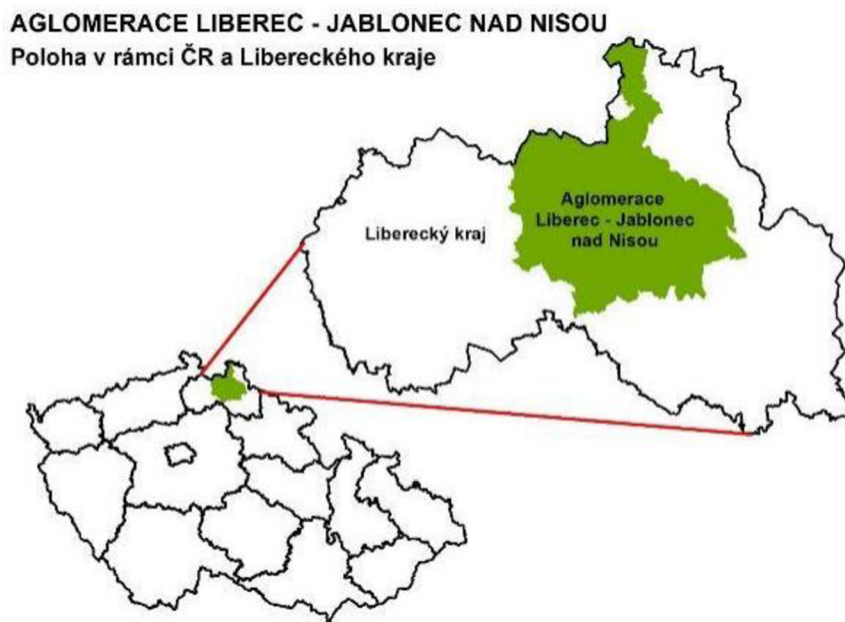 AGLOMERACE LIBEREC - JABLONEC NAD NISOU
Poloha v rámci ČR a Libereckého kraje
Aglomerace
Liberec - Jablonec
nad Nisou
Liberecký kraj